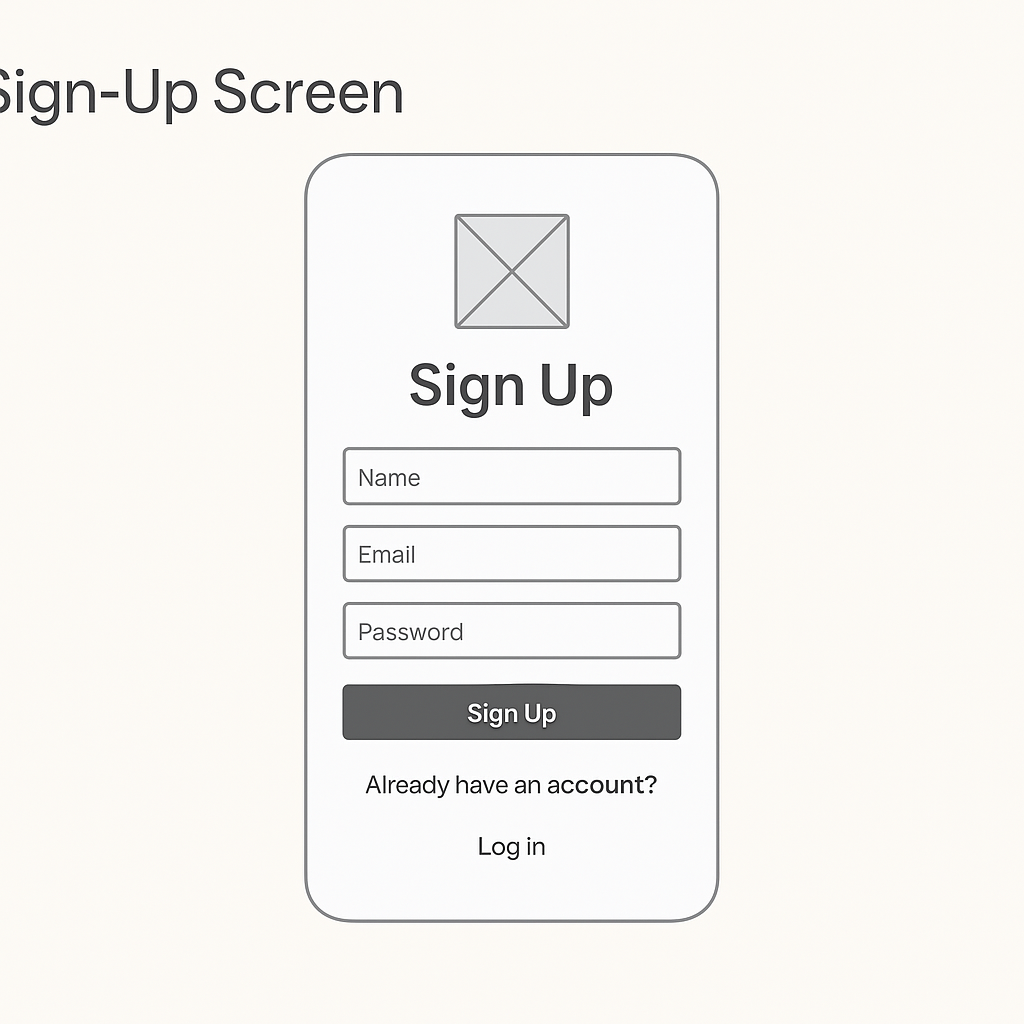 Sign-Up Screen
Sign Up
Name
Email
Password
Sign Up
Already have an account?
Log in